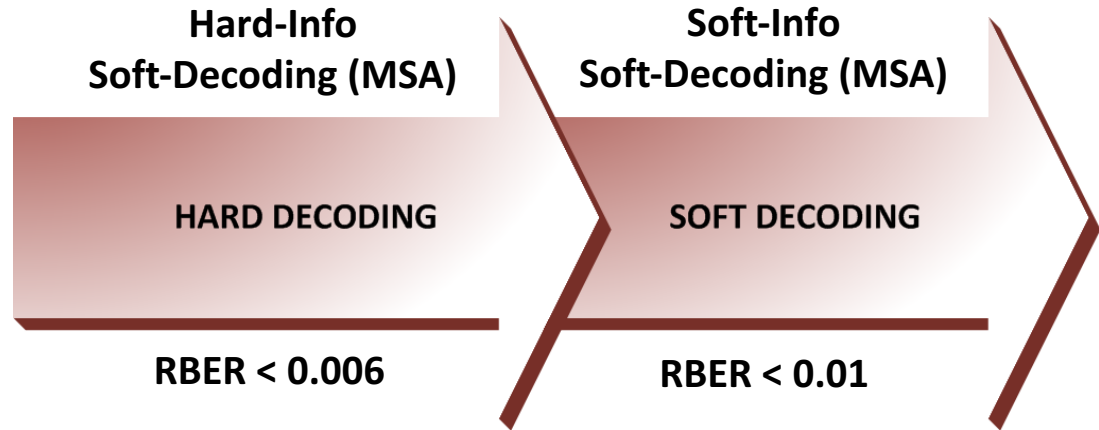 Hard-Info
Soft-Decoding (MSA)
HARD DECODING
RBER < 0.006
Soft-Info
Soft-Decoding (MSA)
SOFT DECODING
RBER < 0.01